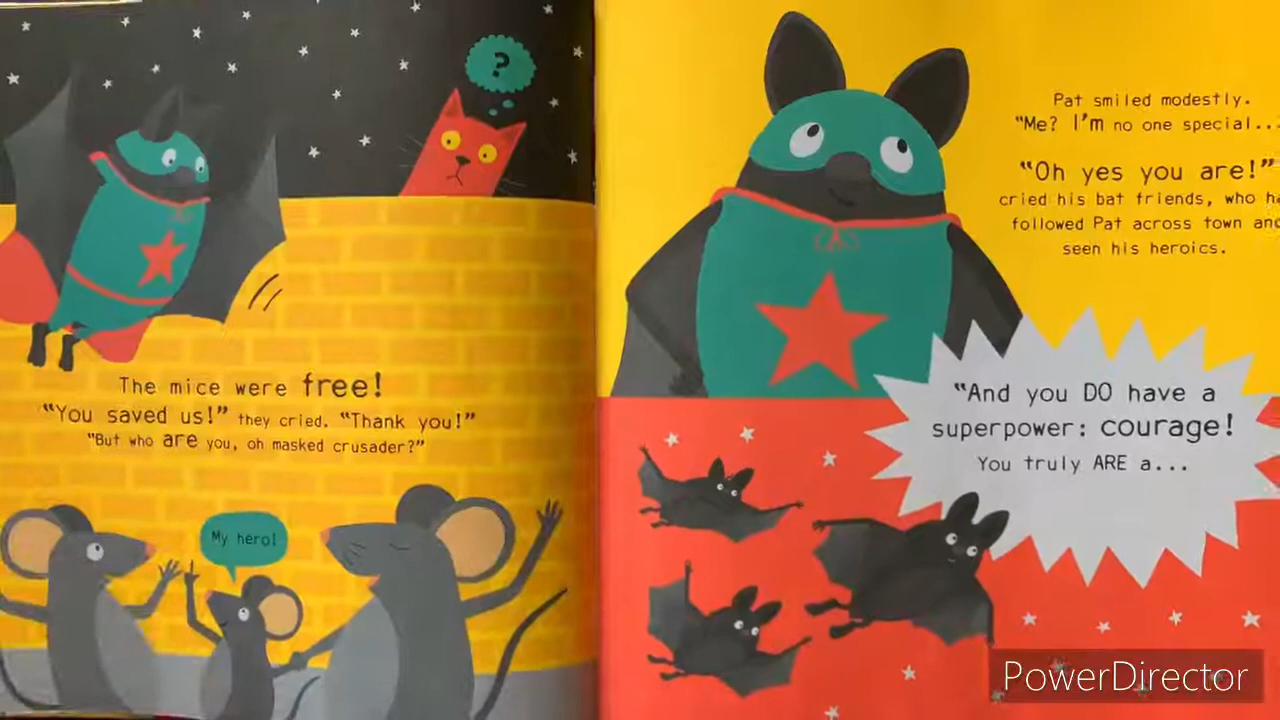 ?
The mice were free!
"You saved us!" they cried. "Thank you!"
"But who are you, oh masked crusader?"
My hero!
Pat smiled modestly.
"Me? I'm no one special...
"Oh yes you are!"
cried his bat friends, who
followed Pat across town
seen his heroics.
"And you DO have a
superpower: courage!
You truly ARE a...
PowerDirector